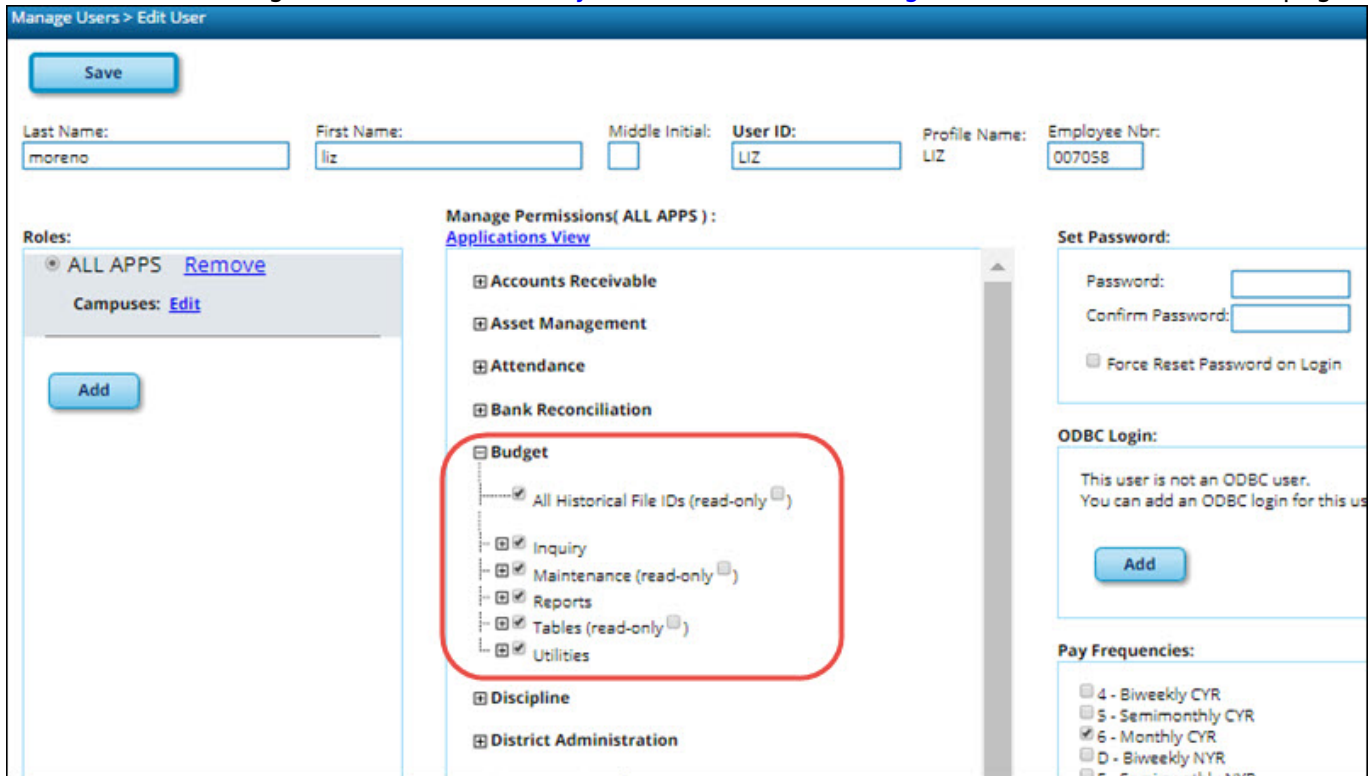 Manage Users > Edit User
Save
Last Name: First Name: Middle Initial: User ID: Profile Name: Employee Nbr:
moreno liz LIZ LIZ 007058
Manage Permissions( ALL APPS ) :
Roles: Applications View Set Password:
ALL APPS Remove
Campuses: Edit
Add
Accounts Receivable
Asset Management
Attendance
Bank Reconciliation
Budget
All Historical File IDs (read-only )
Inquiry
Maintenance (read-only )
Reports
Tables (read-only )
Utilities
Discipline
District Administration
Password:
Confirm Password:
Force Reset Password on Login
ODBC Login:
This user is not an ODBC user.
You can add an ODBC login for this us
Add
Pay Frequencies:
4 - Biweekly CYR
5 - Semimonthly CYR
6 - Monthly CYR
D - Biweekly NYR